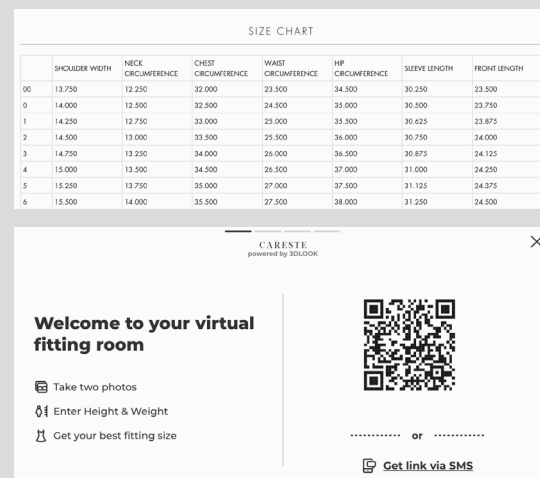 SIZE CHART
SHOULDER WIDTH NECK CIRCUMFERENCE CHEST CIRCUMFERENCE WAIST CIRCUMFERENCE HIP CIRCUMFERENCE SLEEVE LENGTH FRONT LENGTH
00 13.750 12.250 32.000 23.500 34.500 30.250 23.500
0 14.000 12.500 32.500 24.500 35.000 30.500 23.750
1 14.250 12.750 33.000 25.000 35.500 30.625 23.875
2 14.500 13.000 33.500 25.500 36.000 30.750 24.000
3 14.750 13.250 34.000 26.000 36.500 30.875 24.125
4 15.000 13.500 34.500 26.500 37.000 31.000 24.250
5 15.250 13.750 35.000 27.000 37.500 31.125 24.375
6 15.500 14.000 35.500 27.500 38.000 31.250 24.500
CARESTE
powered by 3DLOOK
Welcome to your virtual
fitting room
Take two photos
Enter Height & Weight
Get your best fitting size
or
Get link via SMS